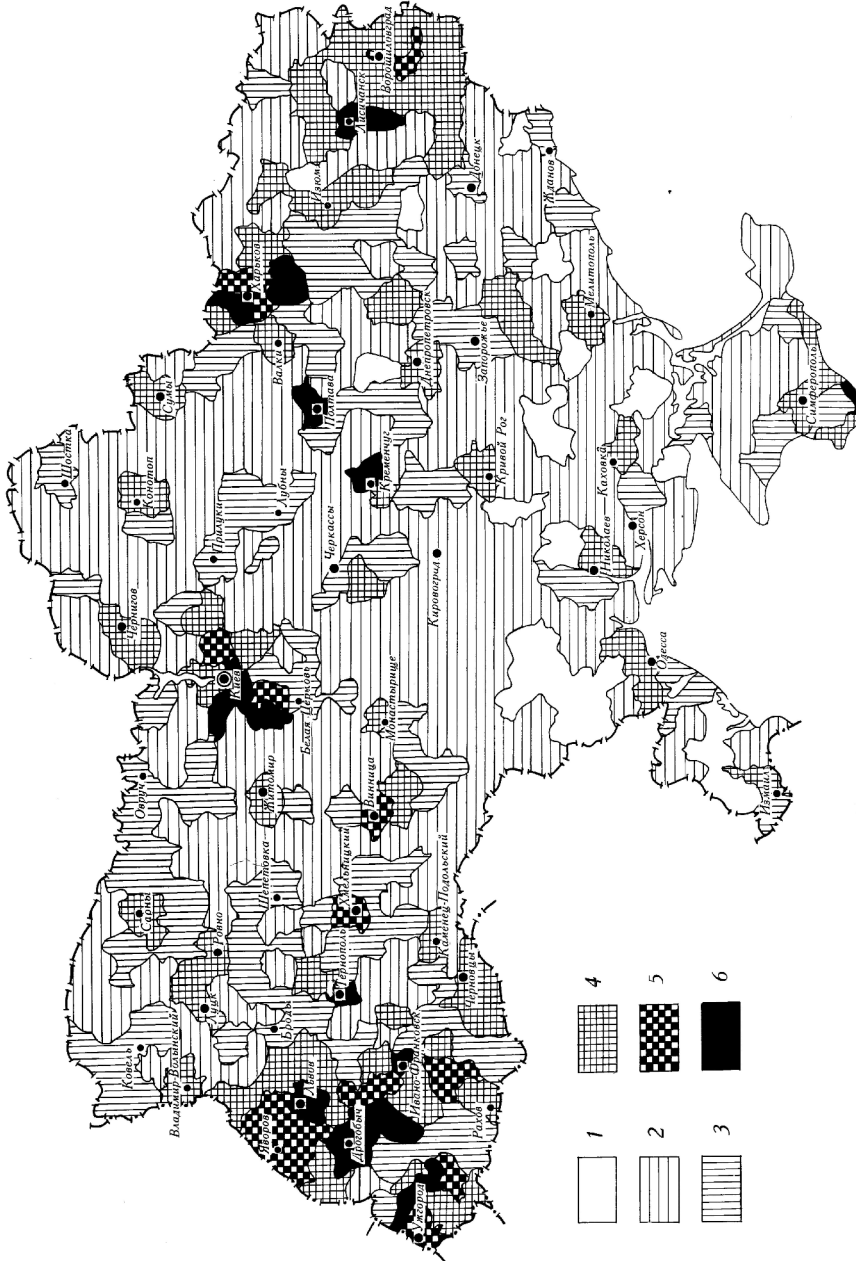 Шостка
Чернигов
Конотоп
Сумы
Ковель
Сарны
Овруч
Владимир-Волынский
Луцк
Ровно
Киев
Прилуки
Харьков
Броды
Шепетовка
Житомир
Белая Церковь
Лубны
Валки
Изюм
Яворов
Львов
Тернополь
Хмельницкий
Винница
Монастырище
Черкассы
Кременчуг
Полтава
Лисичанск
Ворошиловград
Дрогобыч
Ивано-Франковск
Ужгород
Рахов
Черновцы
Каменец-Подольский
Кировоград
Кривой Рог
Днепропетровск
Запорожье
Донецк
Жданов
Мелитополь
Николаев
Каховка
Херсон
Одесса
Измаил
Симферополь
1
2
3
4
5
6